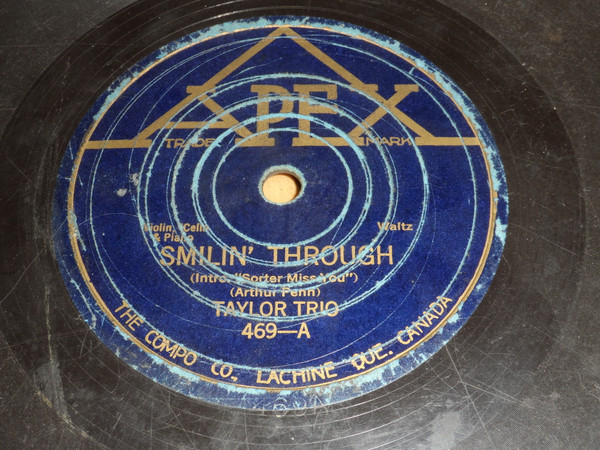 APEX
TRADE MARK
Violin, 'Cello & Piano
Waltz
SMILIN' THROUGH
(Intro. "Sorter Miss You")
(Arthur Penn)
TAYLOR TRIO
469—A
THE COMPO CO., LACHINE QUE. CANADA